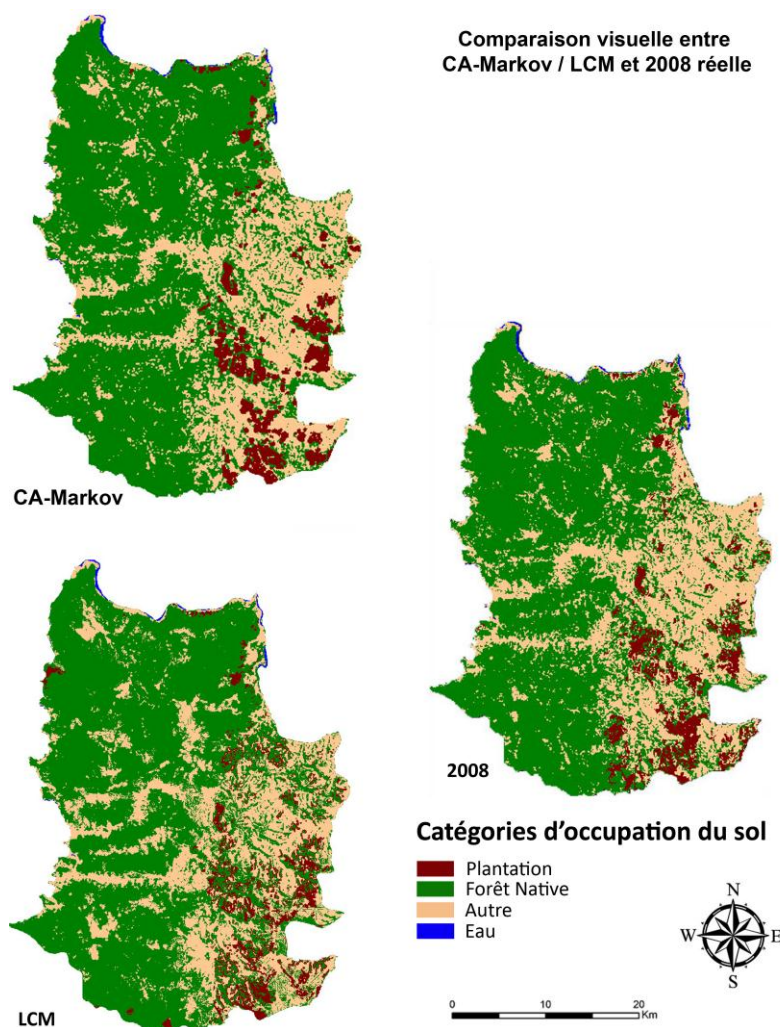 Comparaison visuelle entre
CA-Markov / LCM et 2008 réelle
CA-Markov
2008
LCM
Catégories d'occupation du sol
Plantation
Forêt Native
Autre
Eau
N
W E
S
0 10 20
Km